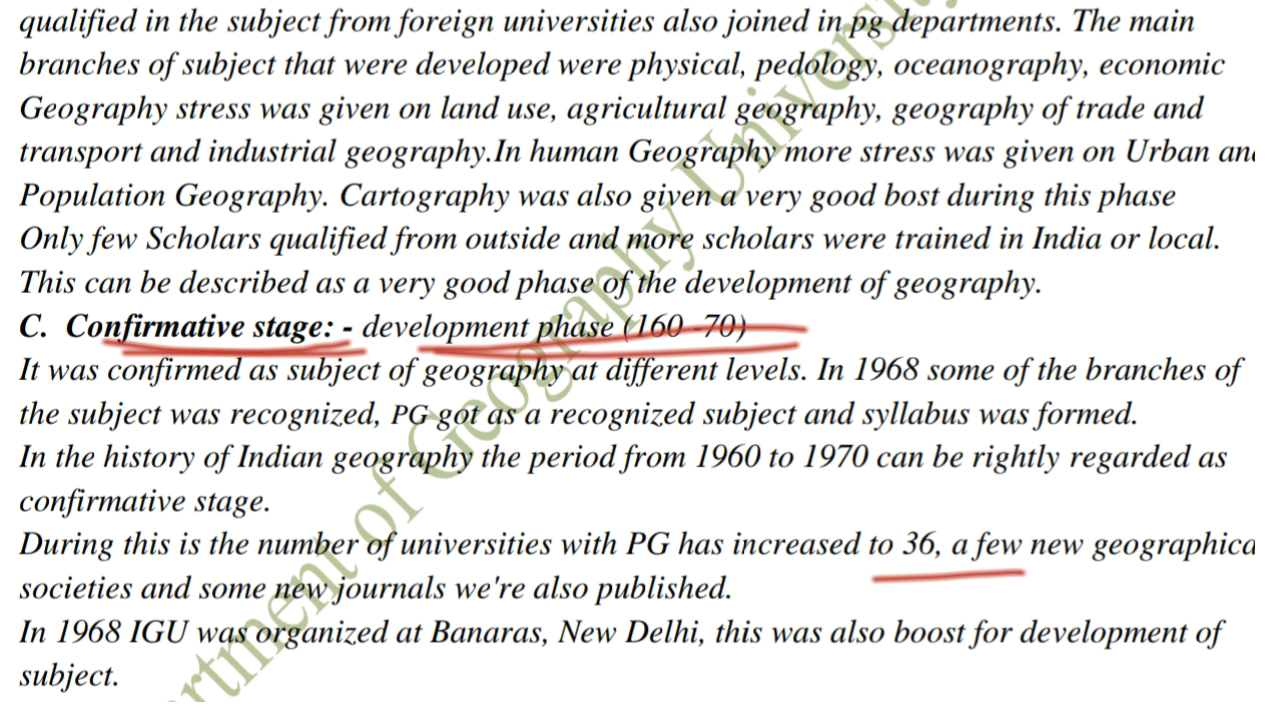 qualified in the subject from foreign universities also joined in pg departments. The main
branches of subject that were developed were physical, pedology, oceanography, economic
Geography stress was given on land use, agricultural geography, geography of trade and
transport and industrial geography.In human Geography more stress was given on Urban an
Population Geography. Cartography was also given a very good bost during this phase
Only few Scholars qualified from outside and more scholars were trained in India or local.
This can be described as a very good phase of the development of geography.
C. Confirmative stage: - development phase (160 -70)
It was confirmed as subject of geography at different levels. In 1968 some of the branches of
the subject was recognized, PG got as a recognized subject and syllabus was formed.
In the history of Indian geography the period from 1960 to 1970 can be rightly regarded as
confirmative stage.
During this is the number of universities with PG has increased to 36, a few new geographica
societies and some new journals we're also published.
In 1968 IGU was organized at Banaras, New Delhi, this was also boost for development of
subject.
rtment of Geography Universi